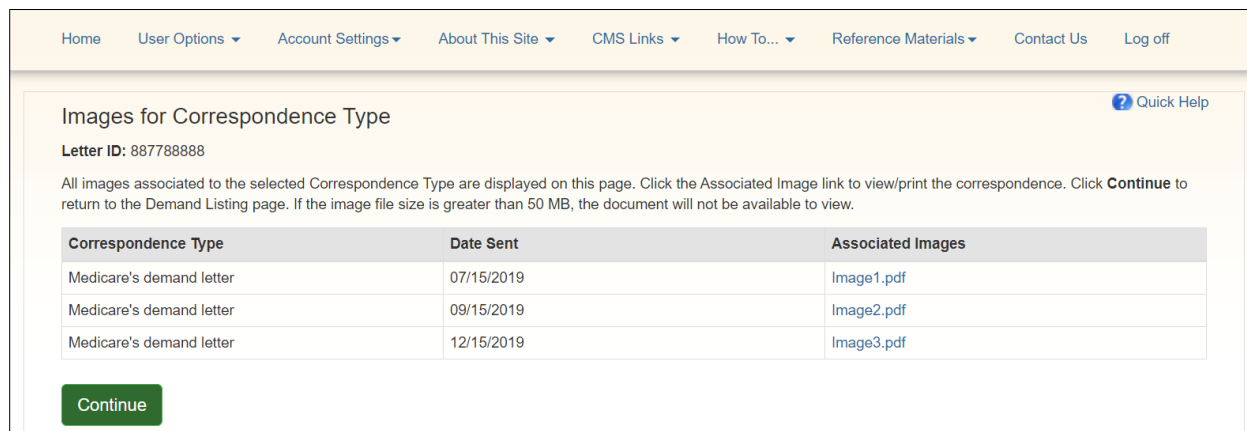 Home User Options Account Settings About This Site CMS Links How To... Reference Materials Contact Us Log off
Quick Help
Images for Correspondence Type
Letter ID: 887788888
All images associated to the selected Correspondence Type are displayed on this page. Click the Associated Image link to view/print the correspondence. Click Continue to
return to the Demand Listing page. If the image file size is greater than 50 MB, the document will not be available to view.
Correspondence Type Date Sent Associated Images
Medicare's demand letter 07/15/2019 Image1.pdf
Medicare's demand letter 09/15/2019 Image2.pdf
Medicare's demand letter 12/15/2019 Image3.pdf
Continue